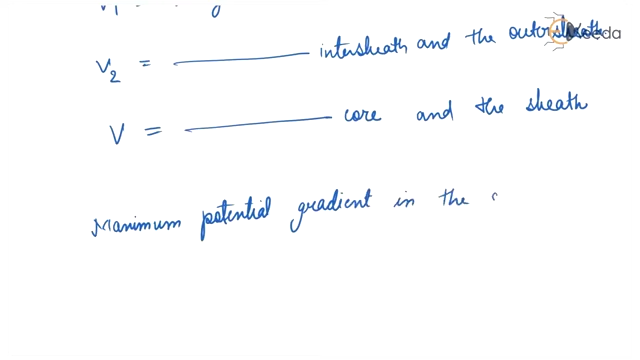 V₂ = ———— intersheath and the outer sheath
V = ———— core and the sheath
Maximum potential gradient in the